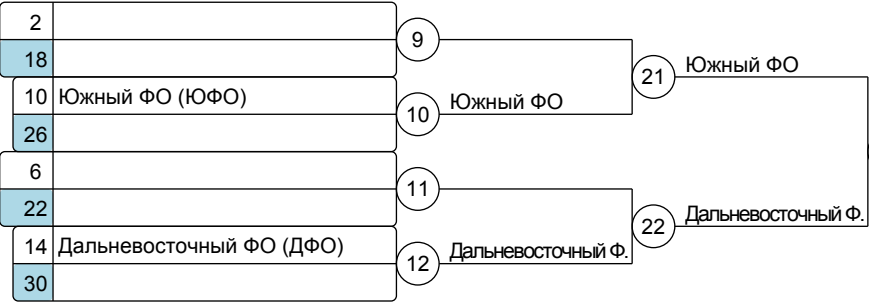 2
9
18
21 Южный ФО
10 Южный ФО (ЮФО)
10 Южный ФО
26
6
11
22
22 Дальневосточный Ф.
14 Дальневосточный ФО (ДФО)
12 Дальневосточный Ф.
30